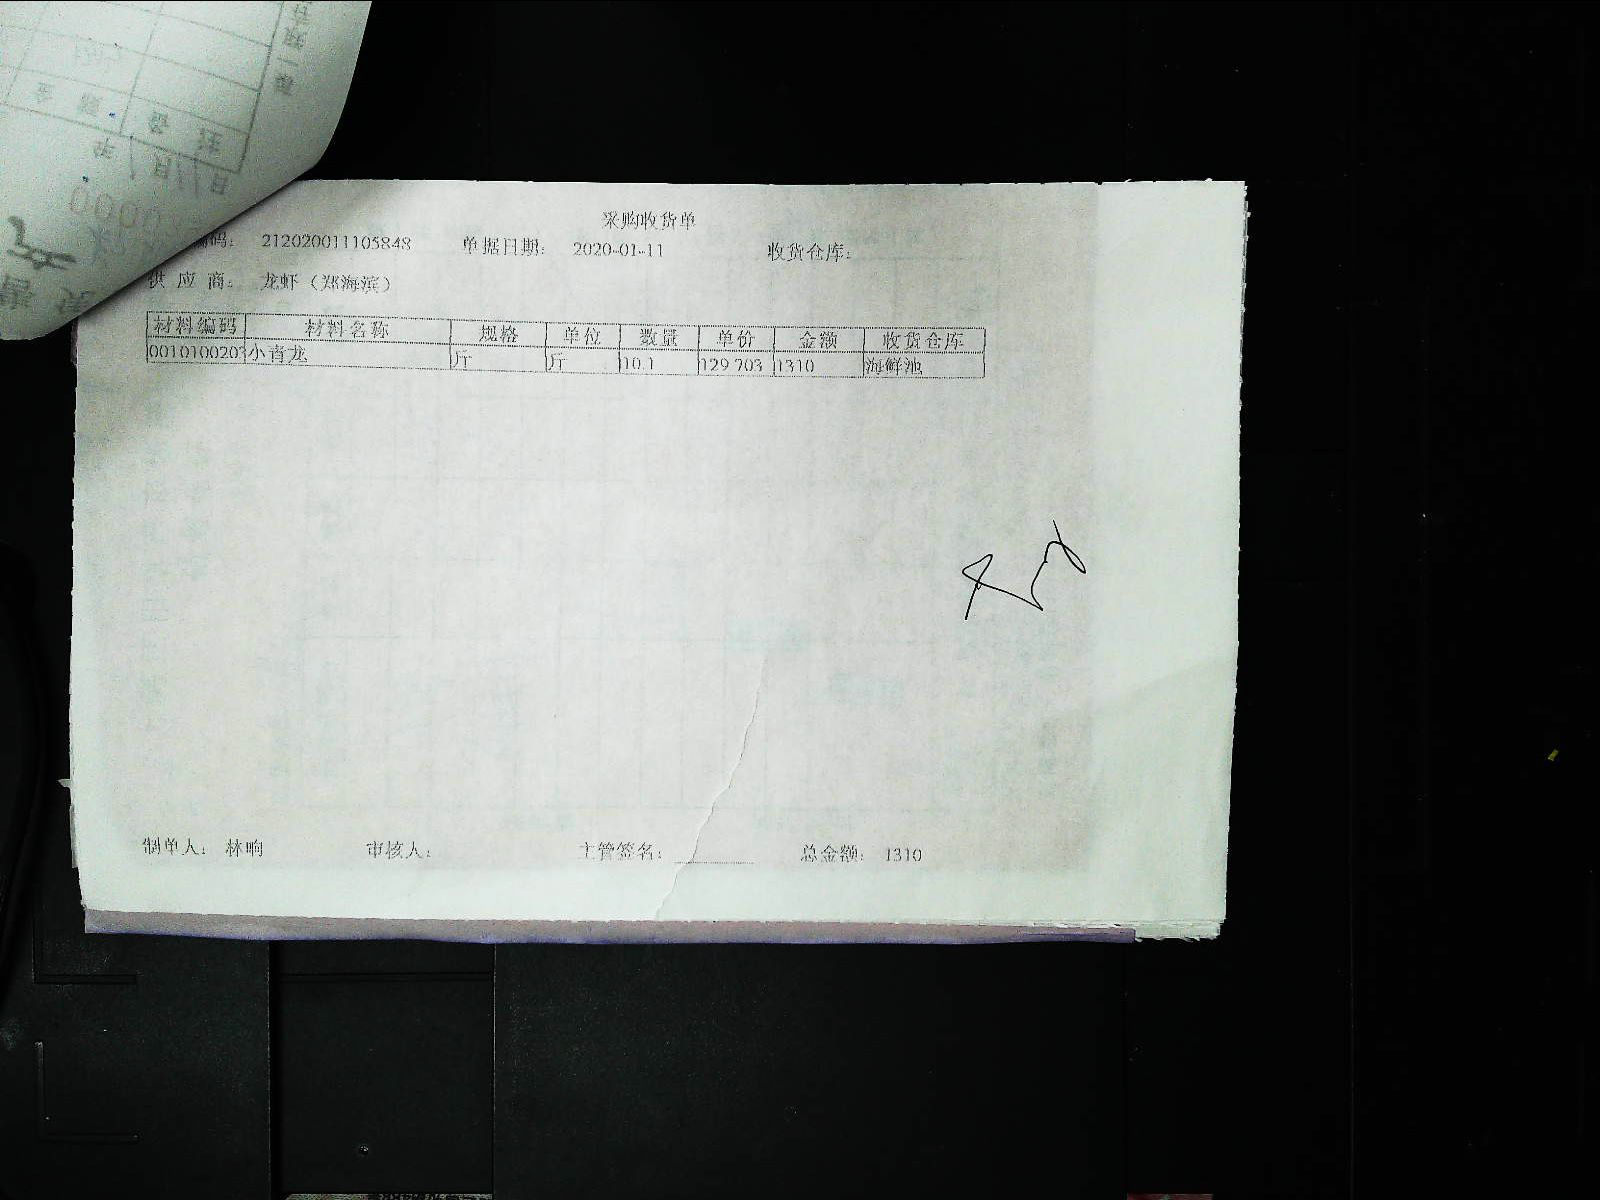 采购收货单
编码： 212020011105848 单据日期： 2020-01-11 收货仓库：
供 应 商： 龙虾（郑海滨）
材料编码 材料名称 规格 单位 数量 单价 金额 收货仓库
0010100203 小青龙 斤 斤 10.1 129.703 1310 海鲜池
制单人： 林晌 审核人： 主管签名： 总金额： 1310